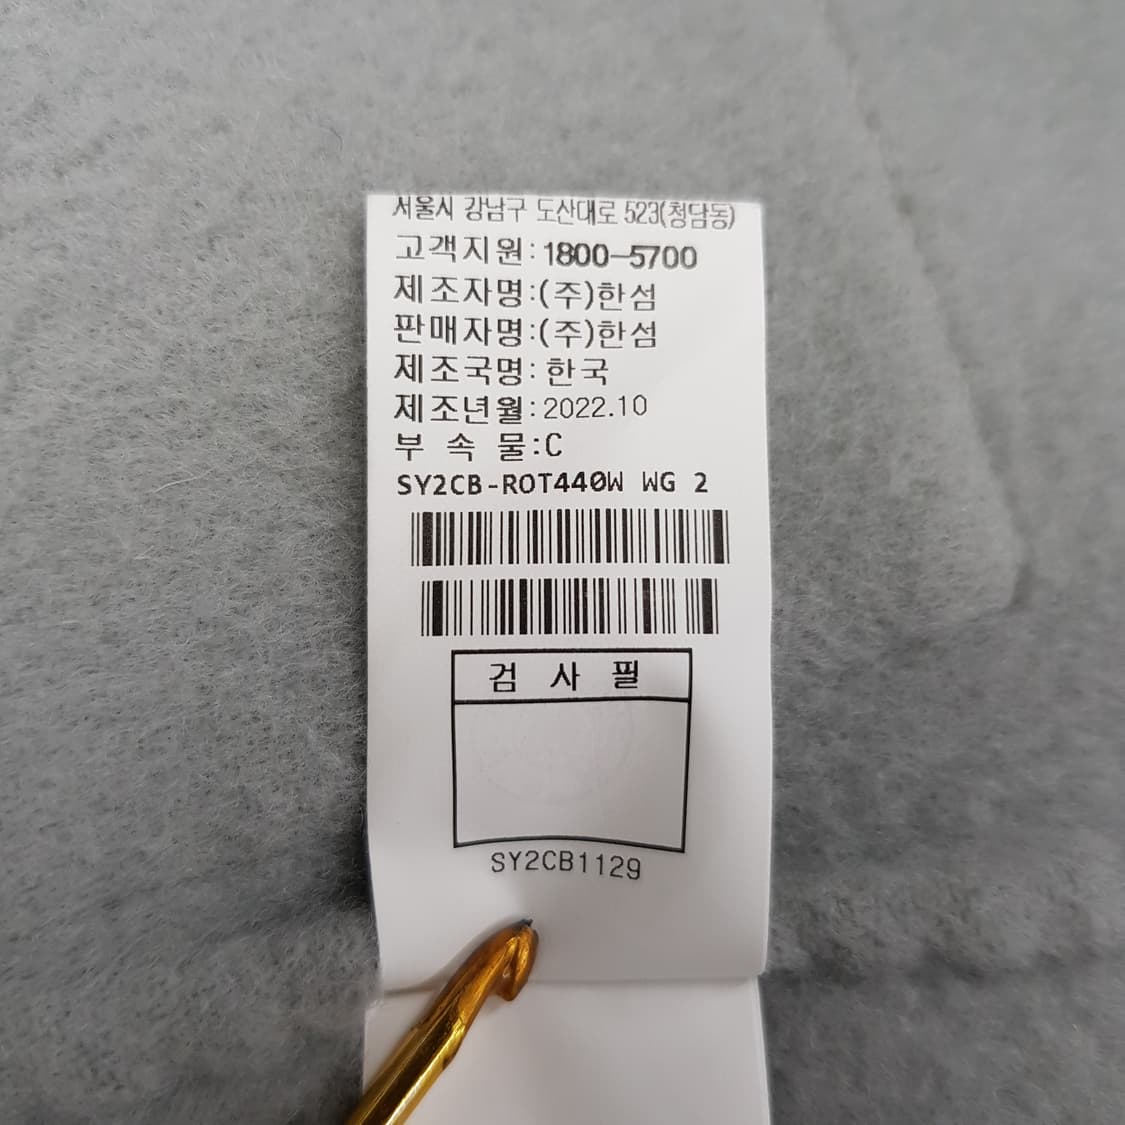 서울시 강남구 도산대로 523(청담동)
고객지원:1800-5700
제조자명:(주)한섬
판매자명:(주)한섬
제조국명:한국
제조년월:2022.10
부 속 물:C
SY2CB-ROT440W WG 2
검 사 필
SY2CB1129